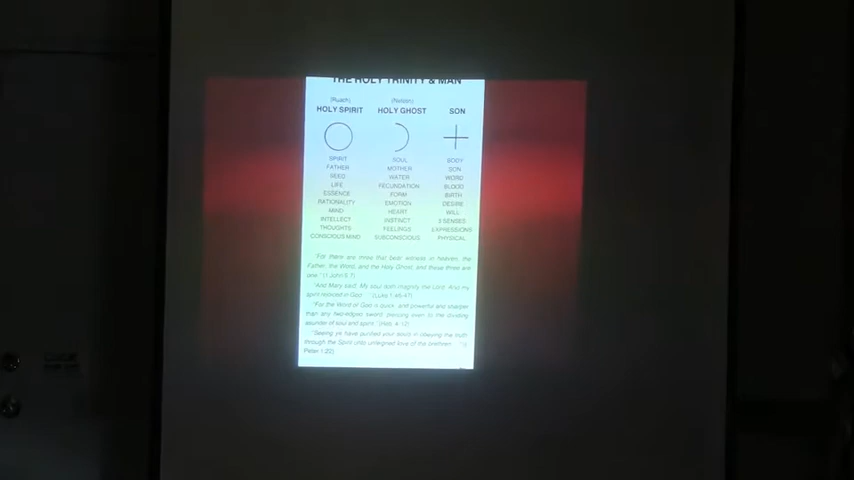 THE HOLY TRINITY & MAN
(Ruach) (Neilish)
HOLY SPIRIT HOLY GHOST SON
SPIRIT SOUL BODY
FATHER MOTHER SON
SEED WATER WORD
LIFE FECUNDATION BLOOD
ESSENCE FORM BIRTH
RATIONALITY EMOTION DESIRE
MIND HEART WILL
INTELLECT INSTINCT 5 SENSES
THOUGHTS FEELINGS EXPRESSIONS
CONSCIOUS MIND SUBCONSCIOUS PHYSICAL
"For there are three that bear witness in heaven, the
Father, the Word, and the Holy Ghost, and these three are
one." (1 John 5:7)
"And Mary said, My soul doth magnify the Lord. And my
spirit rejoiced in God (Luke 1:46-47)
"For the Word of God is quick, and powerful and sharper
than any two-edged sword, piercing even to the dividing
asunder of soul and spirit." (Heb. 4:12)
"Seeing ye have purified your souls in obeying the truth
through the Spirit unto unfeigned love of the brethren (1
Peter 1:22)